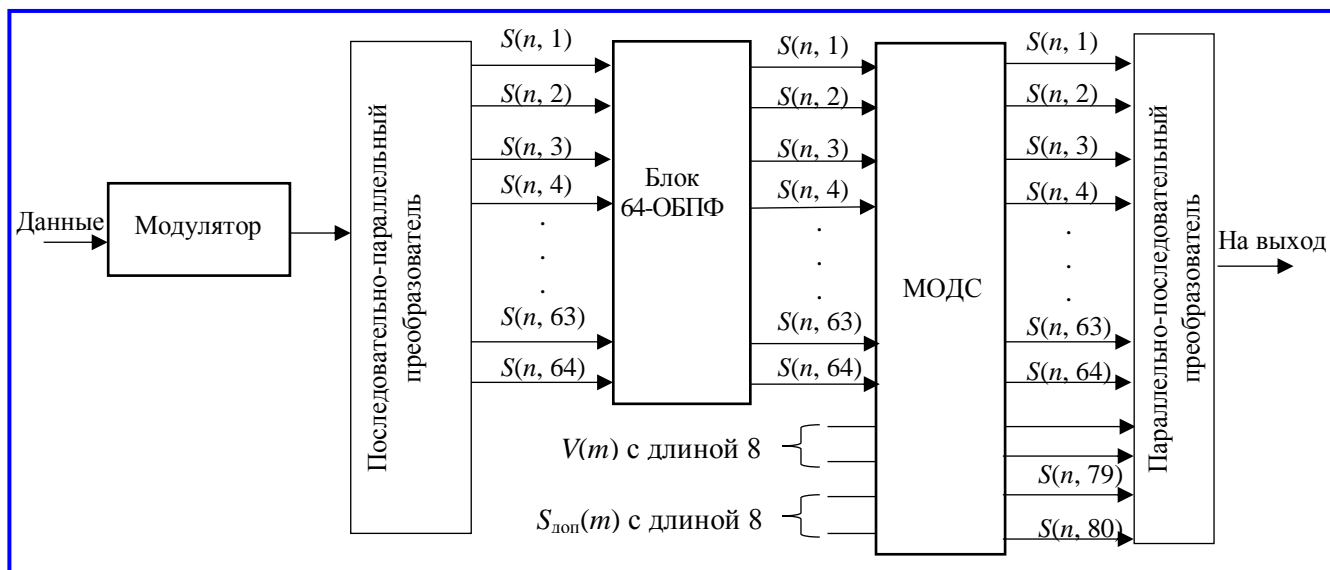 Данные
Модулятор
Последовательно-параллельный
преобразователь
S(n, 1)
S(n, 2)
S(n, 3)
S(n, 4)
.
.
.
S(n, 63)
S(n, 64)
Блок
64-ОБПФ
S(n, 1)
S(n, 2)
S(n, 3)
S(n, 4)
.
.
.
S(n, 63)
S(n, 64)
V(m) с длиной 8
Sдоп(m) с длиной 8
МОДС
S(n, 1)
S(n, 2)
S(n, 3)
S(n, 4)
.
.
.
S(n, 63)
S(n, 64)
S(n, 79)
S(n, 80)
Параллельно-последовательный
преобразователь
На выход